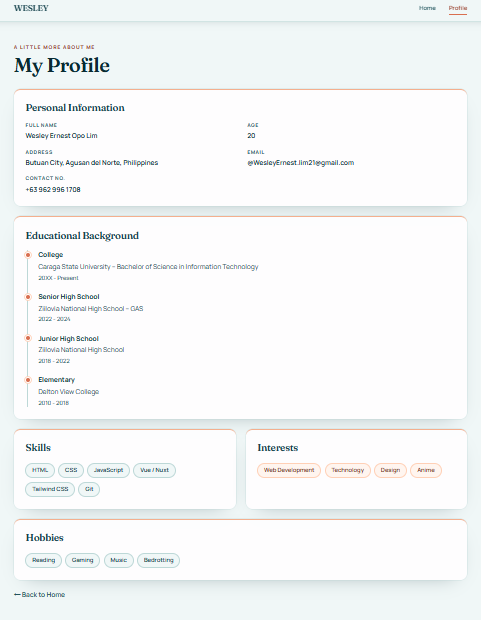 WESLEY
Home Profile
A LITTLE MORE ABOUT ME
My Profile
Personal Information
FULL NAME
Wesley Ernest Opo Lim
AGE
20
ADDRESS
Butuan City, Agusan del Norte, Philippines
EMAIL
@WesleyErnest.lim21@gmail.com
CONTACT NO.
+63 962 996 1708
Educational Background
College
Caraga State University – Bachelor of Science in Information Technology
20XX - Present
Senior High School
Zillovia National High School – GAS
2022 - 2024
Junior High School
Zillovia National High School
2018 - 2022
Elementary
Dalton View College
2010 - 2018
Skills
HTML CSS JavaScript Vue / Nuxt
Tailwind CSS Git
Interests
Web Development Technology Design Anime
Hobbies
Reading Gaming Music Bedrotting
← Back to Home